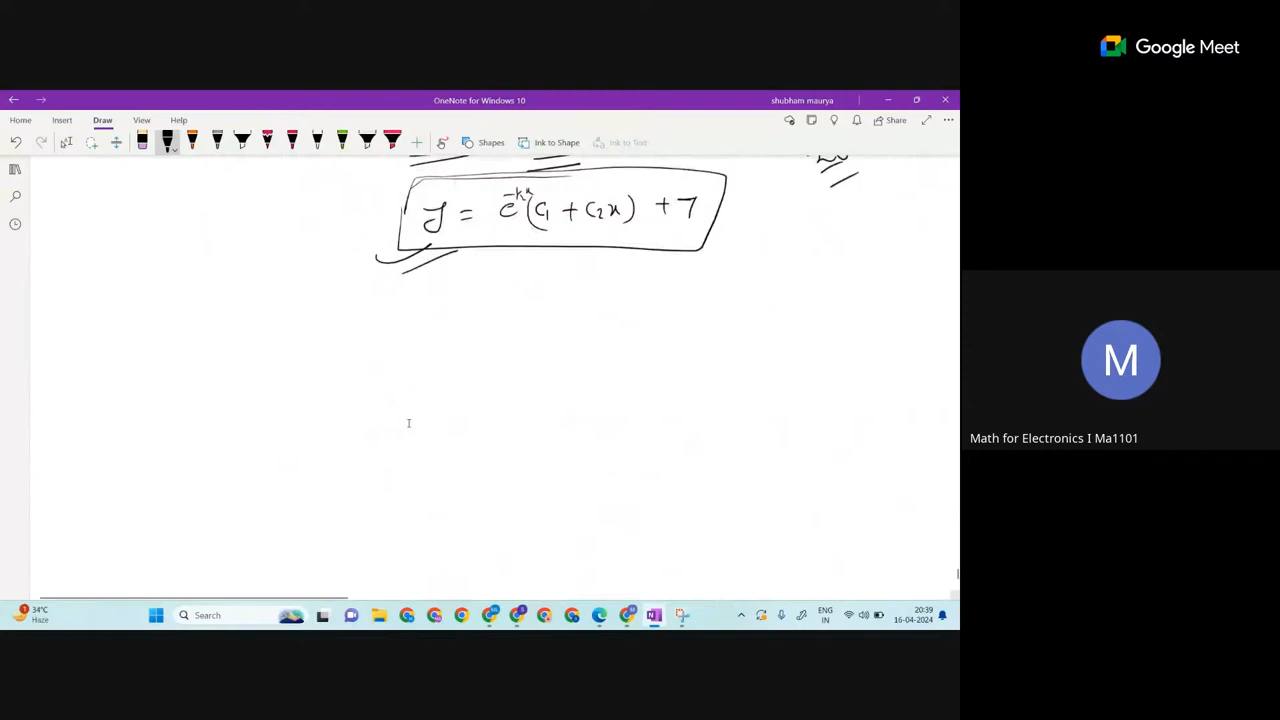 Google Meet
OneNote for Windows 10
shubham maurya
Home Insert Draw View Help
Share
Shapes
Ink to Shape
Ink to Text
y = e^{-kx}(c₁ + c₂x) + 7
M
Math for Electronics I Ma1101
1
34°C
Haze
Search
ENG
IN
20:39
16-04-2024